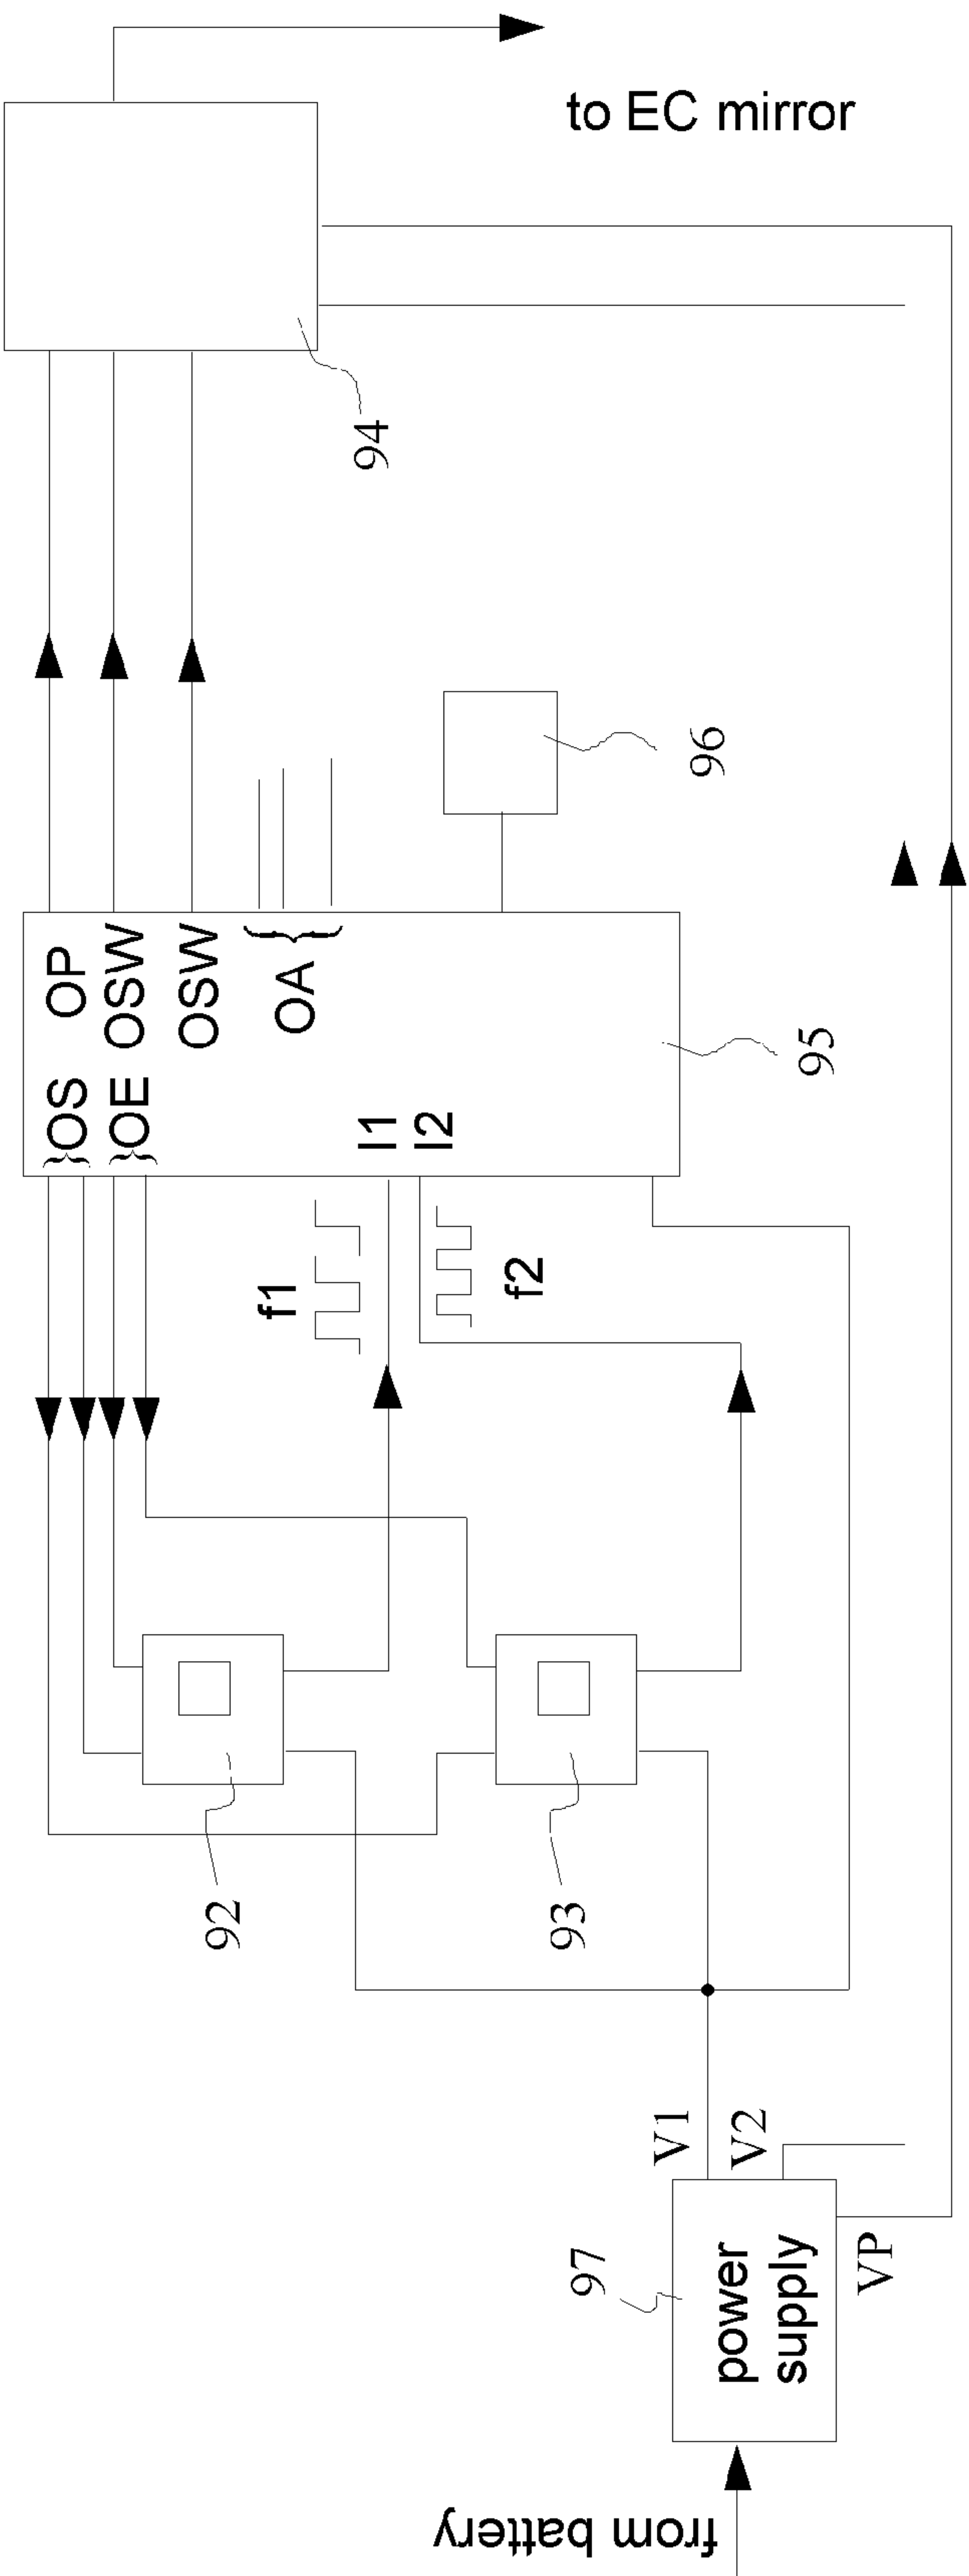 to EC mirror
94
96
OP
OSW
OSW
OA
OS
OE
I1
I2
95
f1
f2
92
93
V1
V2
VP
97
power
supply
from battery